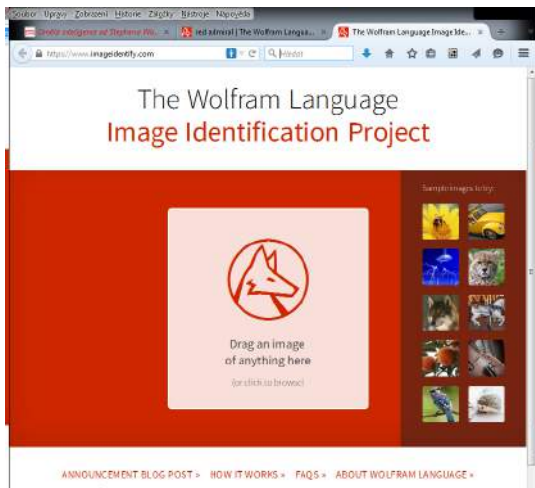 Soubor Úpravy Zobrazení Historie Záložky Nástroje Nápověda
red admiral | The Wolfram Langua...
The Wolfram Language Image Ide...
https://www.imageidentify.com
Hledat
The Wolfram Language
Image Identification Project
Sample images to try:
Drag an image
of anything here
(or click to browse)
ANNOUNCEMENT BLOG POST » HOW IT WORKS » FAQS » ABOUT WOLFRAM LANGUAGE »